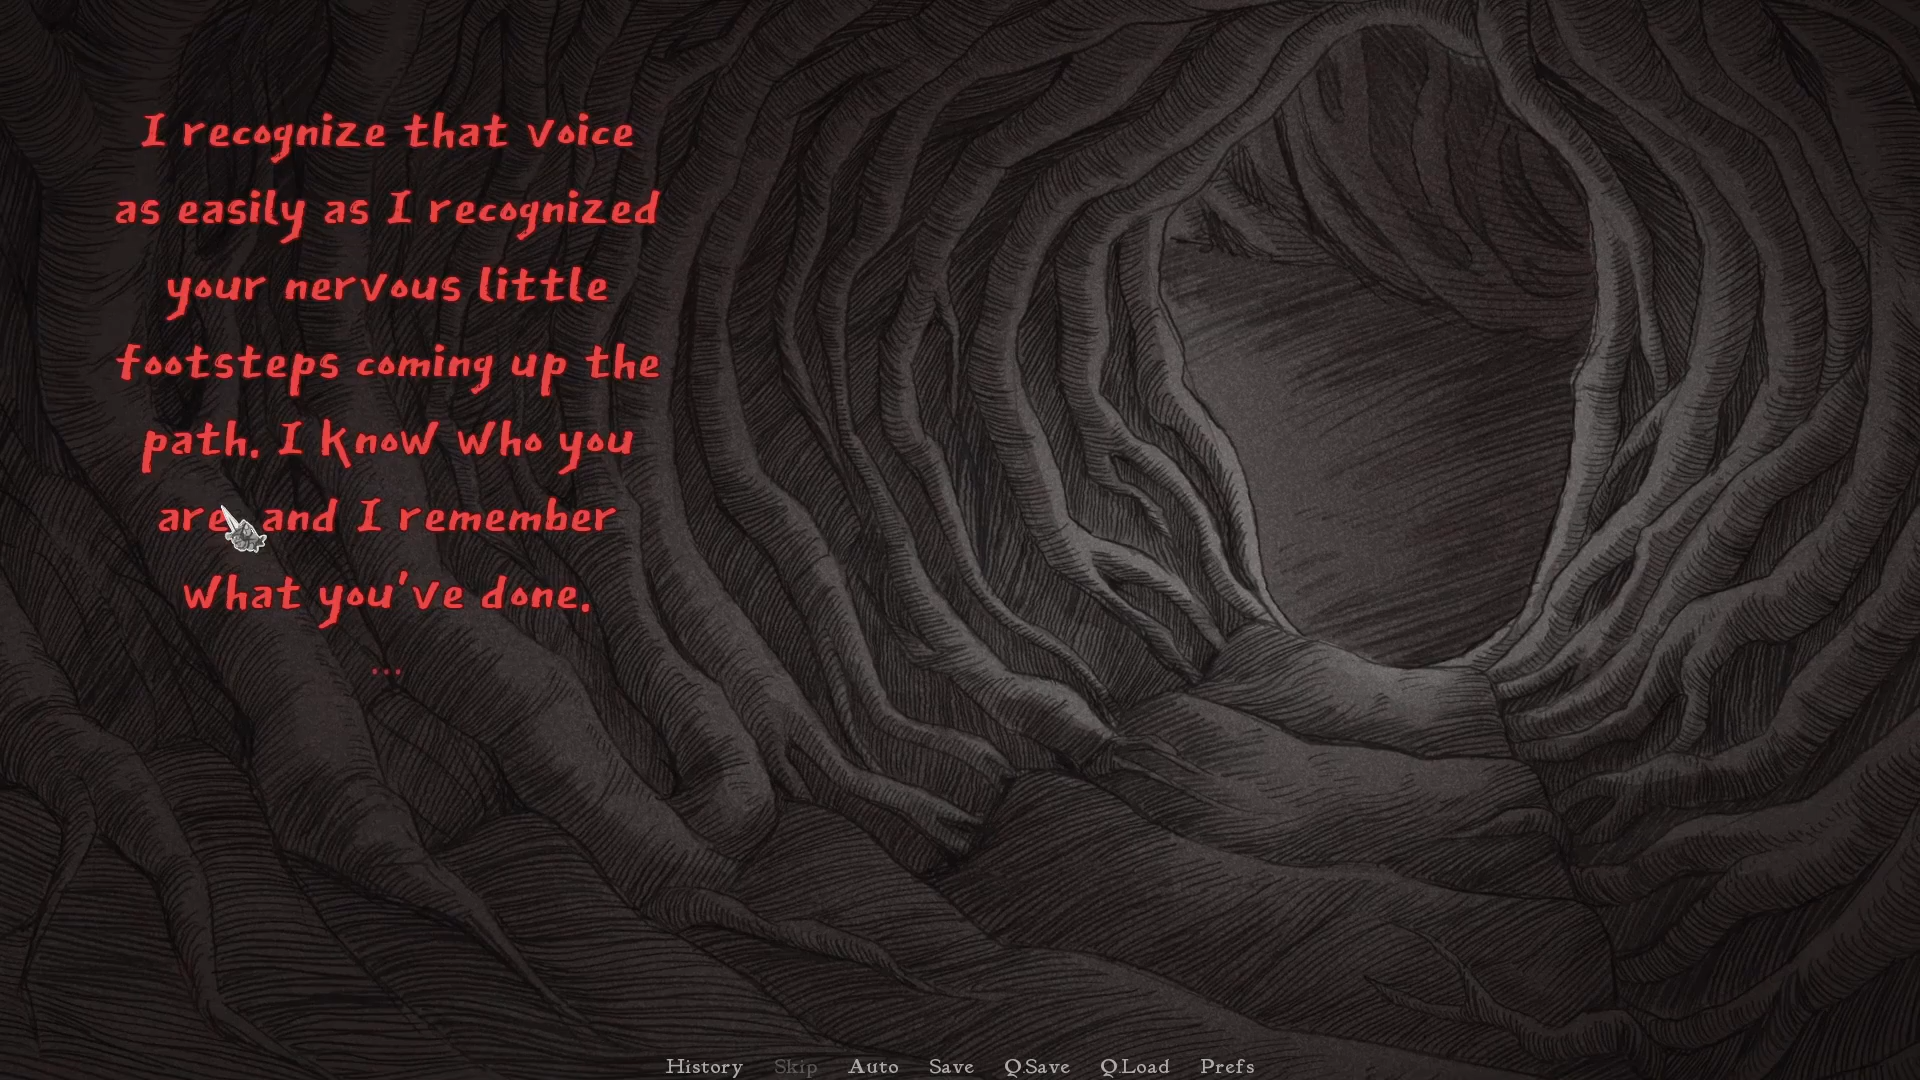 I recognize that voice
as easily as I recognized
your nervous little
footsteps coming up the
path. I know who you
are, and I remember
what you've done.
...
History Skip Auto Save Q.Save Q.Load Prefs